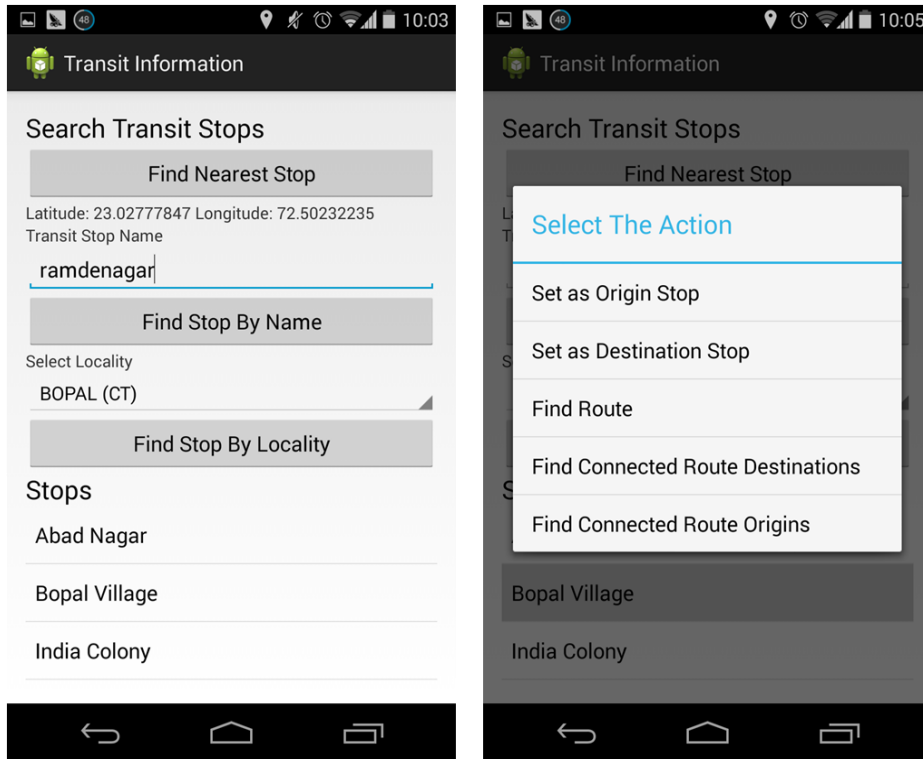 48
10:03
Transit Information
Search Transit Stops
Find Nearest Stop
Latitude: 23.02777847 Longitude: 72.50232235
Transit Stop Name
ramdenagar
Find Stop By Name
Select Locality
BOPAL (CT)
Find Stop By Locality
Stops
Abad Nagar
Bopal Village
India Colony
48
10:05
Transit Information
Search Transit Stops
Find Nearest Stop
Select The Action
Set as Origin Stop
Set as Destination Stop
Find Route
Find Connected Route Destinations
Find Connected Route Origins
Bopal Village
India Colony